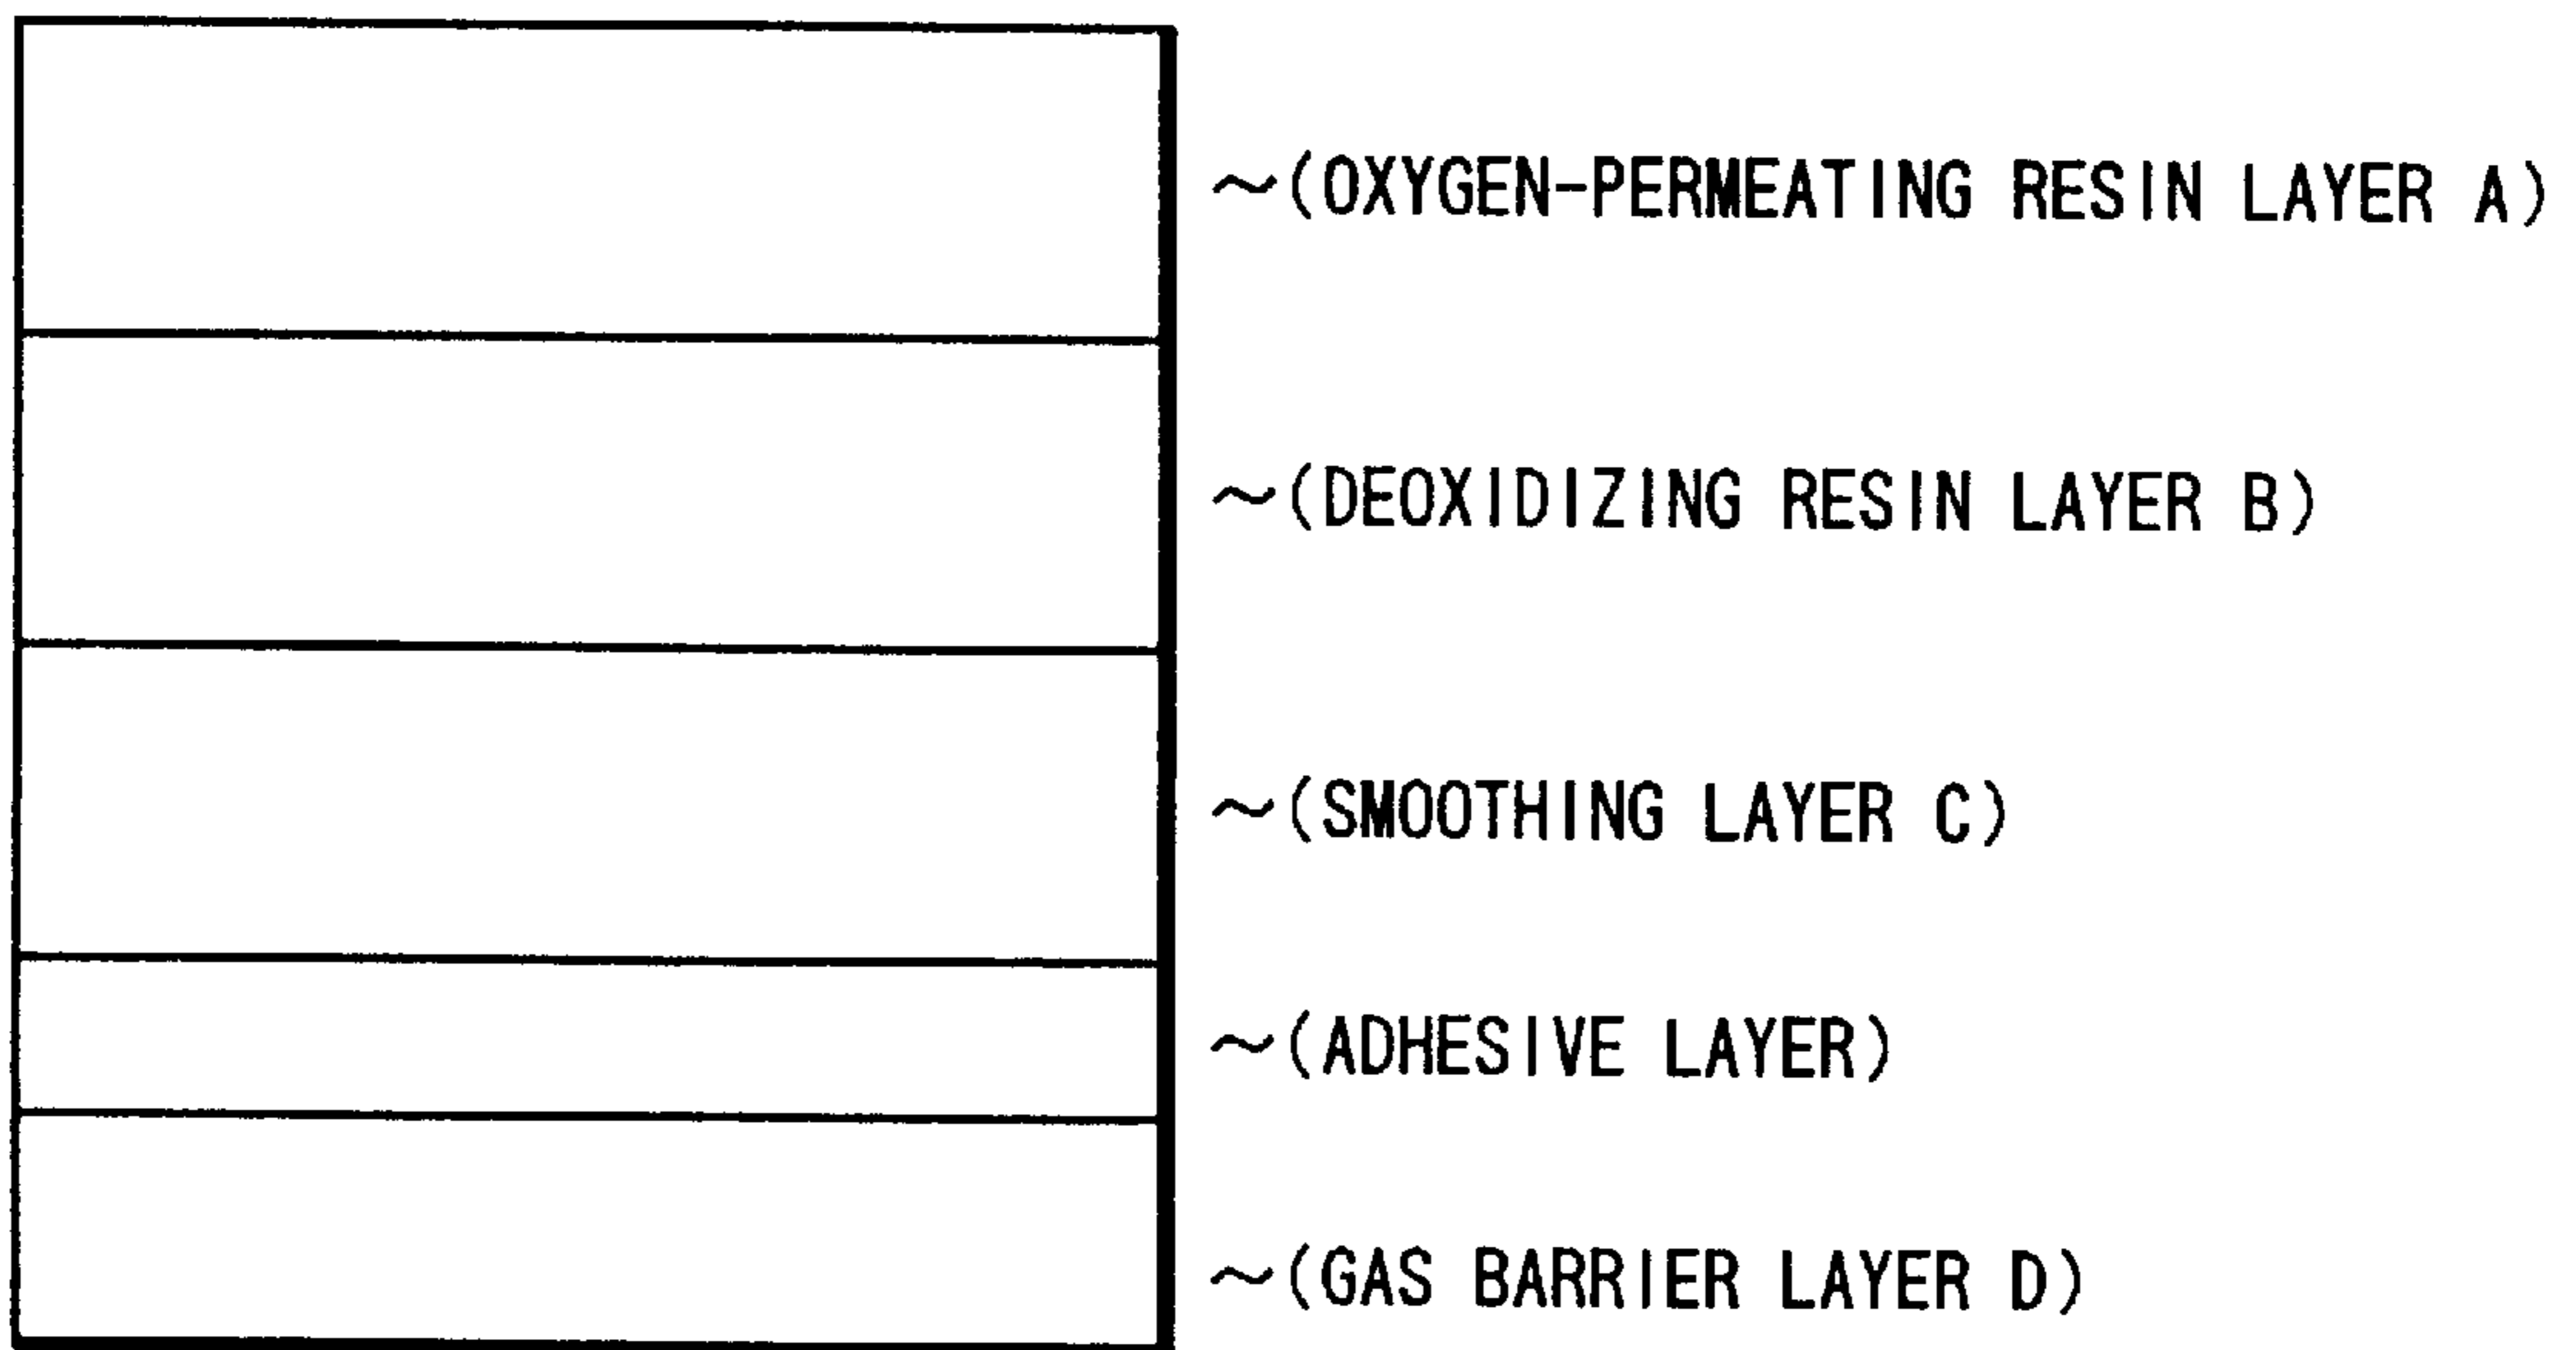 ~(OXYGEN-PERMEATING RESIN LAYER A)
~(DEOXIDIZING RESIN LAYER B)
~(SMOOTHING LAYER C)
~(ADHESIVE LAYER)
~(GAS BARRIER LAYER D)